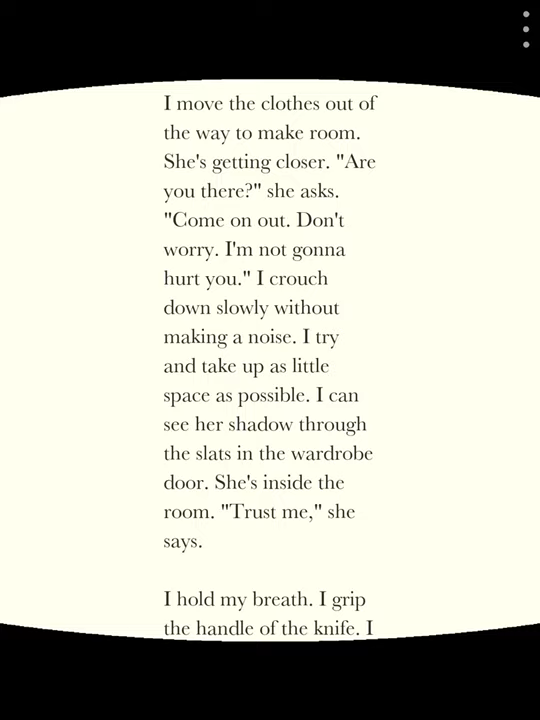 I move the clothes out of
the way to make room.
She's getting closer. "Are
you there?" she asks.
"Come on out. Don't
worry. I'm not gonna
hurt you." I crouch
down slowly without
making a noise. I try
and take up as little
space as possible. I can
see her shadow through
the slats in the wardrobe
door. She's inside the
room. "Trust me," she
says.
I hold my breath. I grip
the handle of the knife. I